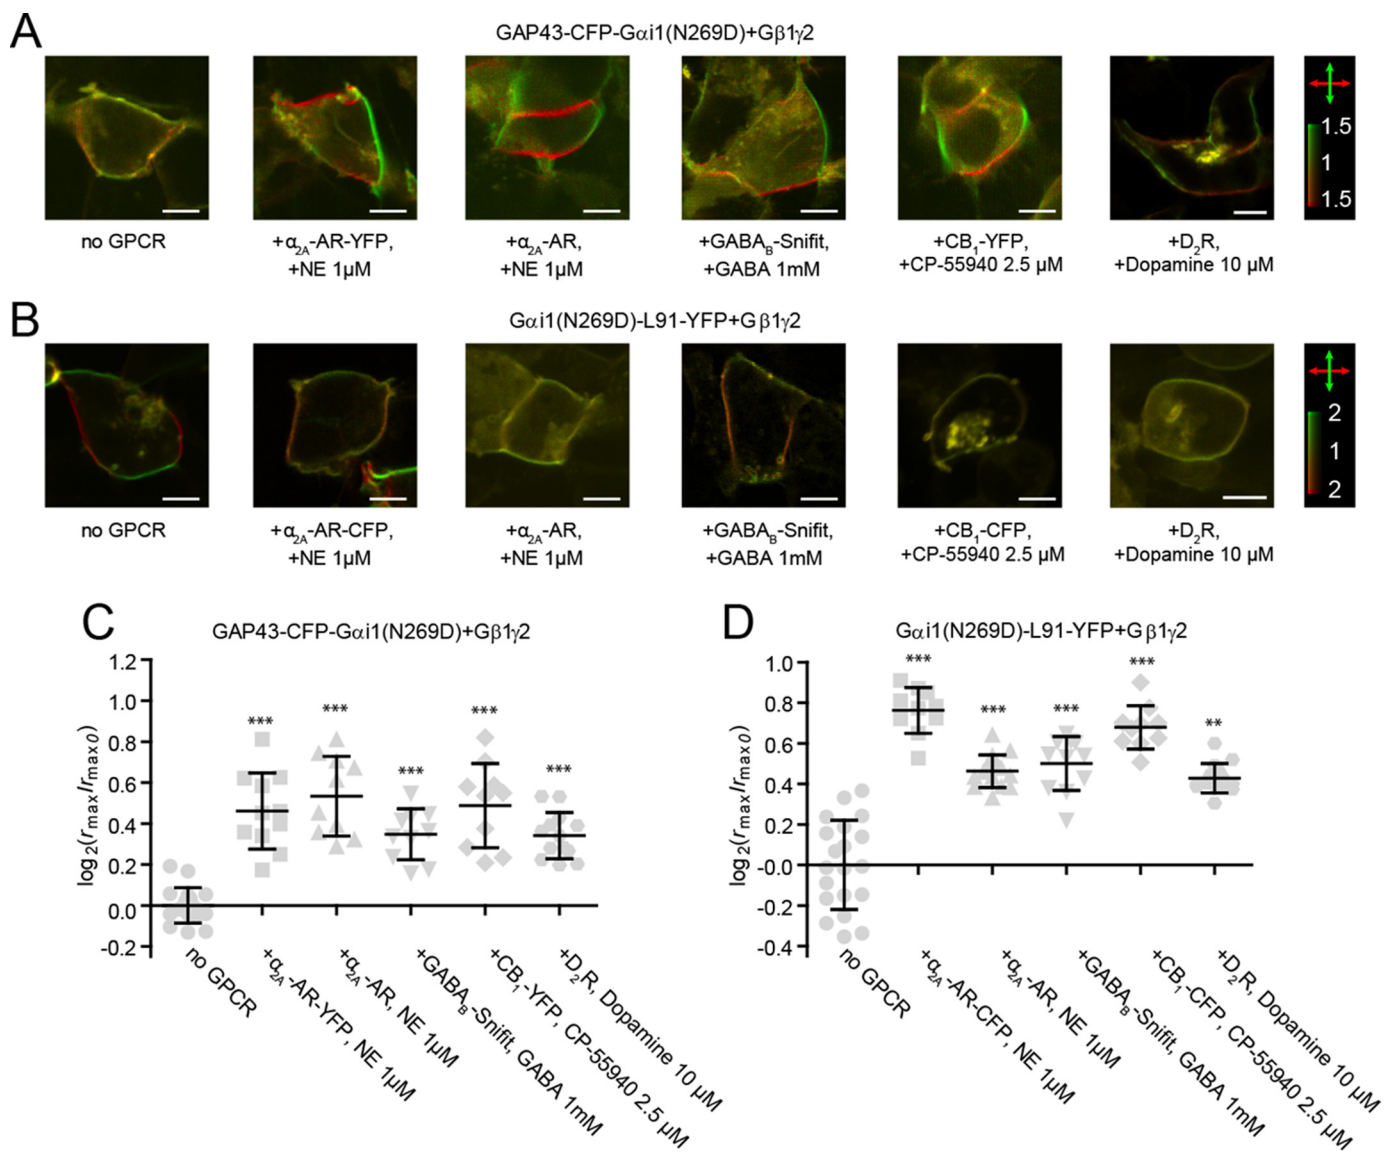 A
GAP43-CFP-Gαi1(N269D)+Gβ1γ2
1.5
1
1.5
no GPCR
+α2A-AR-YFP,
+NE 1µM
+α2A-AR,
+NE 1µM
+GABAB-Snifit,
+GABA 1mM
+CB1-YFP,
+CP-55940 2.5 µM
+D2R,
+Dopamine 10 µM
B
Gαi1(N269D)-L91-YFP+Gβ1γ2
2
1
2
no GPCR
+α2A-AR-CFP,
+NE 1µM
+α2A-AR,
+NE 1µM
+GABAB-Snifit,
+GABA 1mM
+CB1-CFP,
+CP-55940 2.5 µM
+D2R,
+Dopamine 10 µM
C
GAP43-CFP-Gαi1(N269D)+Gβ1γ2
log2(rmax/rmax0)
1.2
1.0
0.8
0.6
0.4
0.2
0.0
-0.2
***
***
***
***
***
no GPCR
+α2A-AR-YFP, NE 1µM
+α2A-AR, NE 1µM
+GABAB-Snifit, GABA 1mM
+CB1-YFP, CP-55940 2.5 µM
+D2R, Dopamine 10 µM
D
Gαi1(N269D)-L91-YFP+Gβ1γ2
log2(rmax/rmax0)
1.0
0.8
0.6
0.4
0.2
-0.0
-0.2
-0.4
***
***
***
***
**
no GPCR
+α2A-AR-CFP, NE 1µM
+α2A-AR, NE 1µM
+GABAB-Snifit, GABA 1mM
+CB1-CFP, CP-55940 2.5 µM
+D2R, Dopamine 10 µM